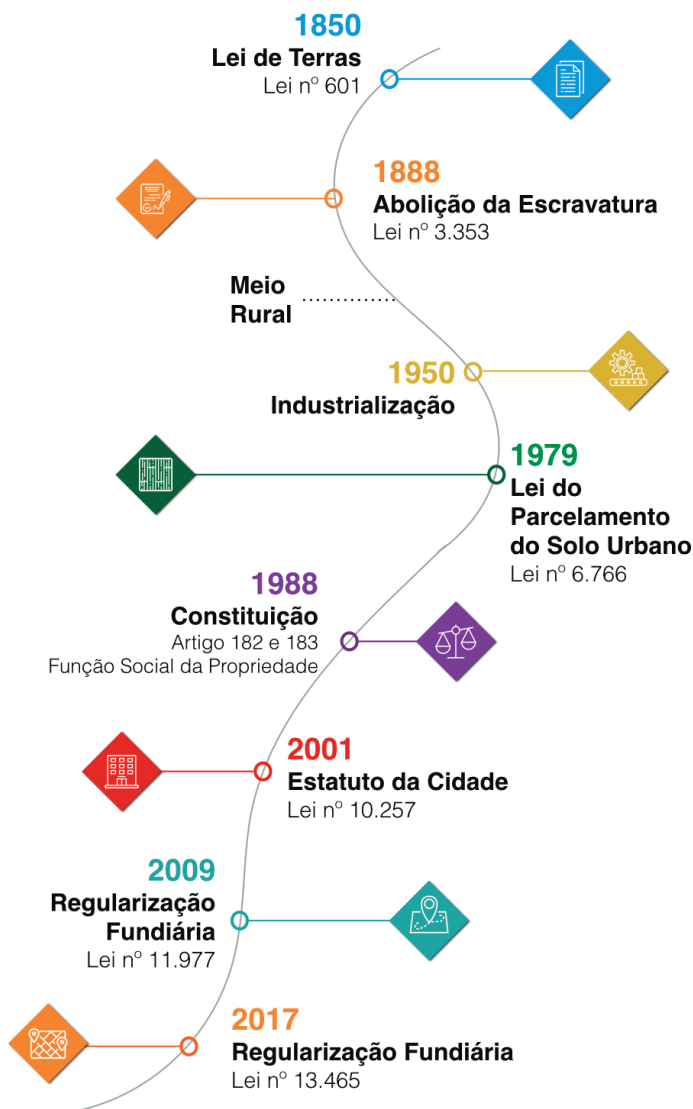 1850
Lei de Terras
Lei nº 601
1888
Abolição da Escravatura
Lei nº 3.353
Meio
Rural
1950
Industrialização
1979
Lei do
Parcelamento
do Solo Urbano
Lei nº 6.766
1988
Constituição
Artigo 182 e 183
Função Social da Propriedade
2001
Estatuto da Cidade
Lei nº 10.257
2009
Regularização
Fundiária
Lei nº 11.977
2017
Regularização Fundiária
Lei nº 13.465